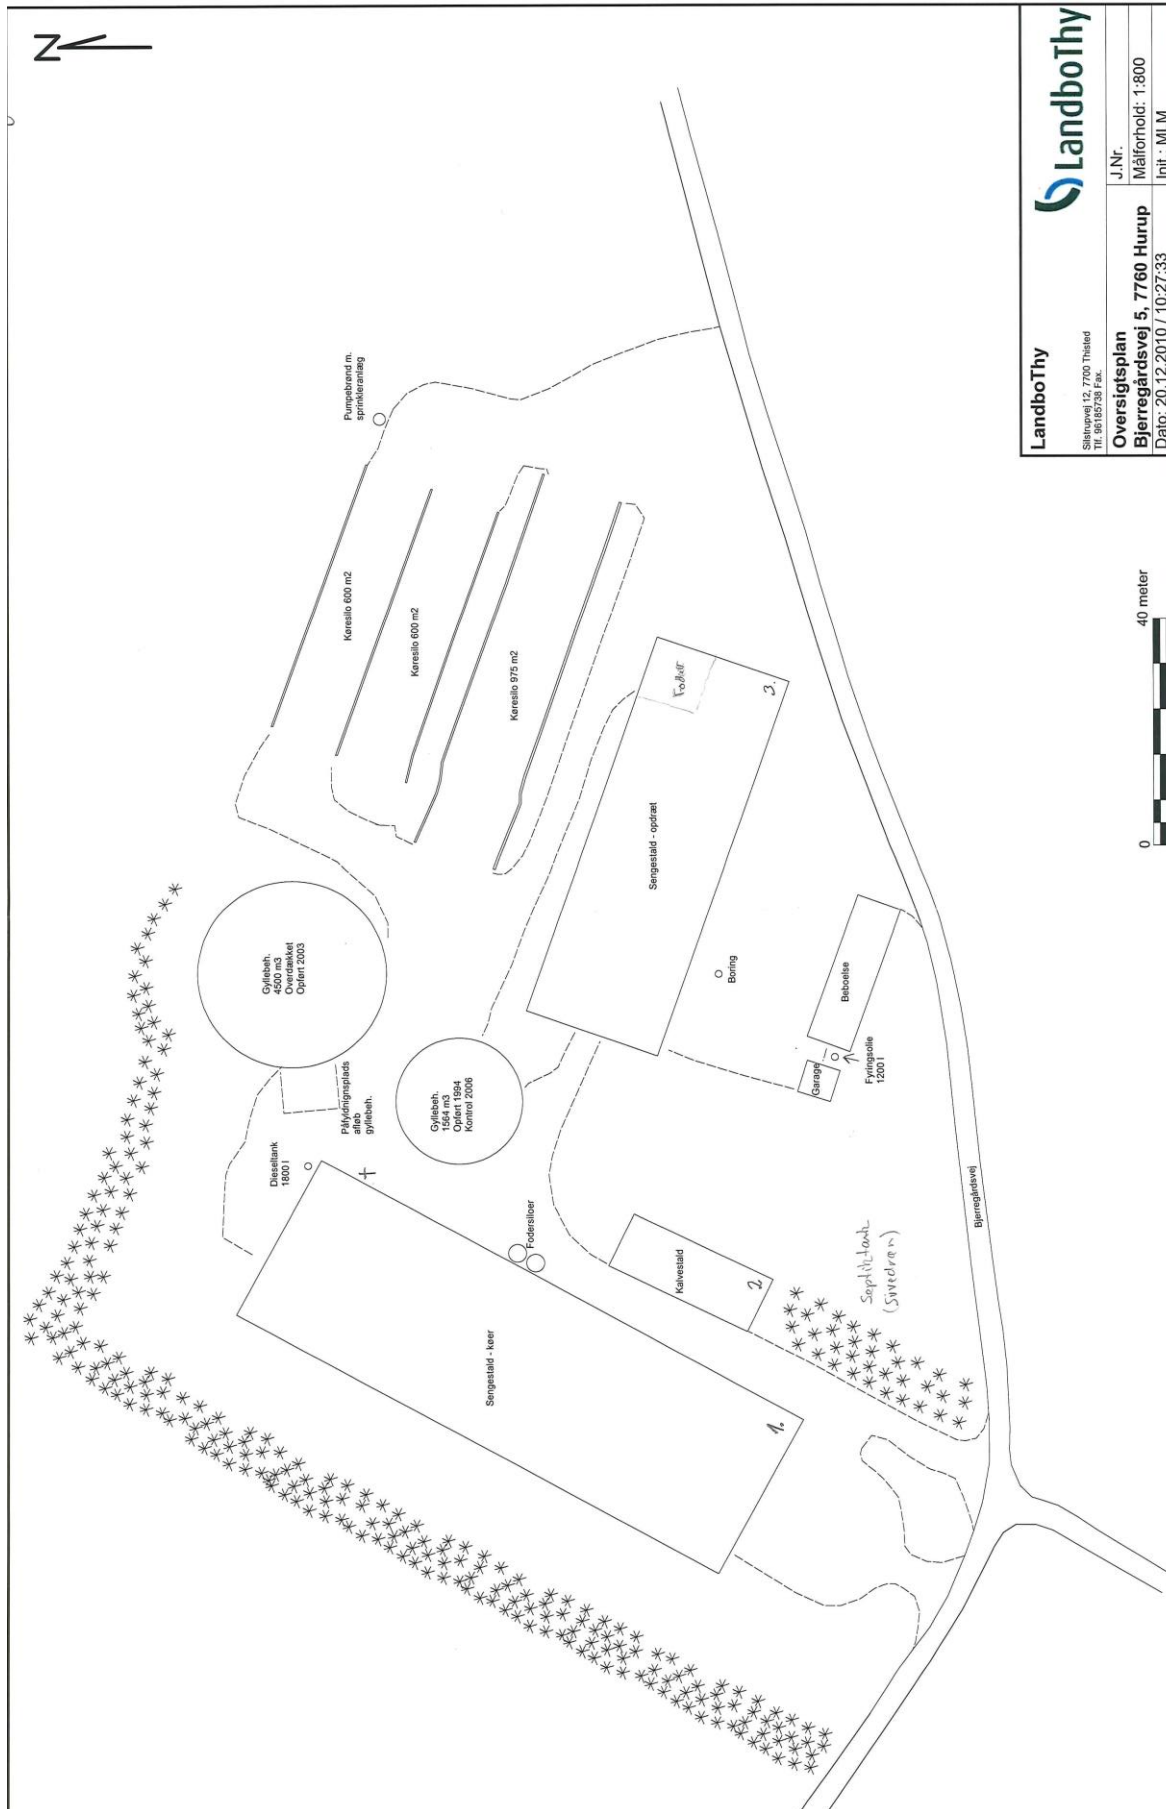 N
Pumpebrønd m.
sprinkleranlæg
Køresilo 600 m2
Køresilo 600 m2
Køresilo 975 m2
Gyllebeh.
4500 m3
Overdækket
Opført 2003
Påfyldnignsplads
afløb
gyllebeh.
Gyllebeh.
1564 m3
Opført 1994
Kontrol 2006
Dieseltank
1800 l
Fodersiloer
Sengestald - køer
1.
Kalvestald
2
Sengestald - opdræt
3.
Boring
Beboelse
Garage
Fyringsolie
1200 l
Septiktank
(Sivedræn)
Bjerregårdsvej
0
40 meter
LandboThy
LandboThy
Silstrupvej 12, 7700 Thisted
Tlf. 96185738 Fax.
Oversigtsplan
Bjerregårdsvej 5, 7760 Hurup
Dato: 20.12.2010 / 10:27:33
J.Nr.
Målforhold: 1:800
Init.: MLM